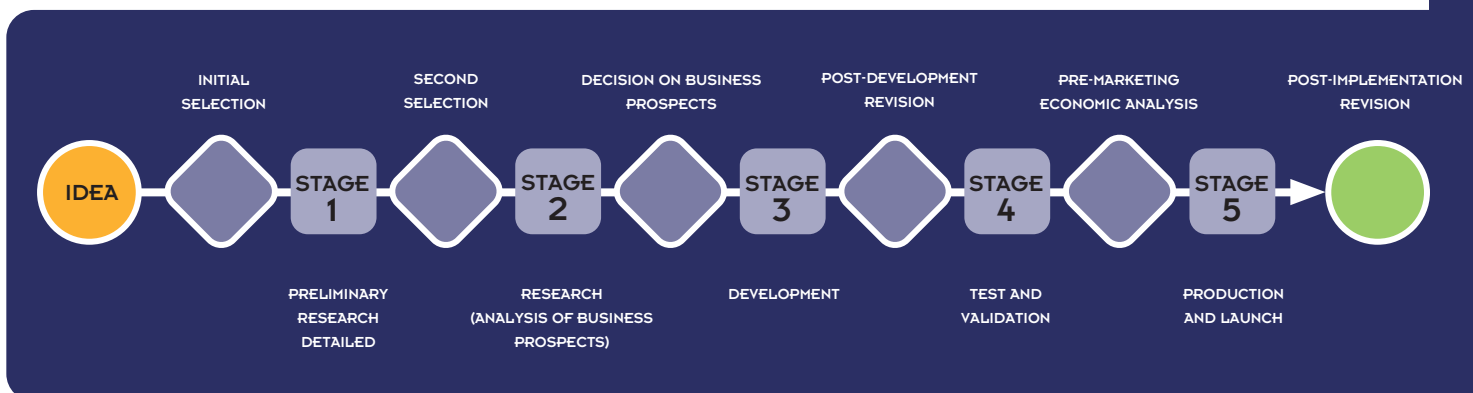 INITIAL
SELECTION
SECOND
SELECTION
DECISION ON BUSINESS
PROSPECTS
POST-DEVELOPMENT
REVISION
PRE-MARKETING
ECONOMIC ANALYSIS
POST-IMPLEMENTATION
REVISION
IDEA
STAGE
1
STAGE
2
STAGE
3
STAGE
4
STAGE
5
PRELIMINARY
RESEARCH
DETAILED
RESEARCH
(ANALYSIS OF BUSINESS
PROSPECTS)
DEVELOPMENT
TEST AND
VALIDATION
PRODUCTION
AND LAUNCH